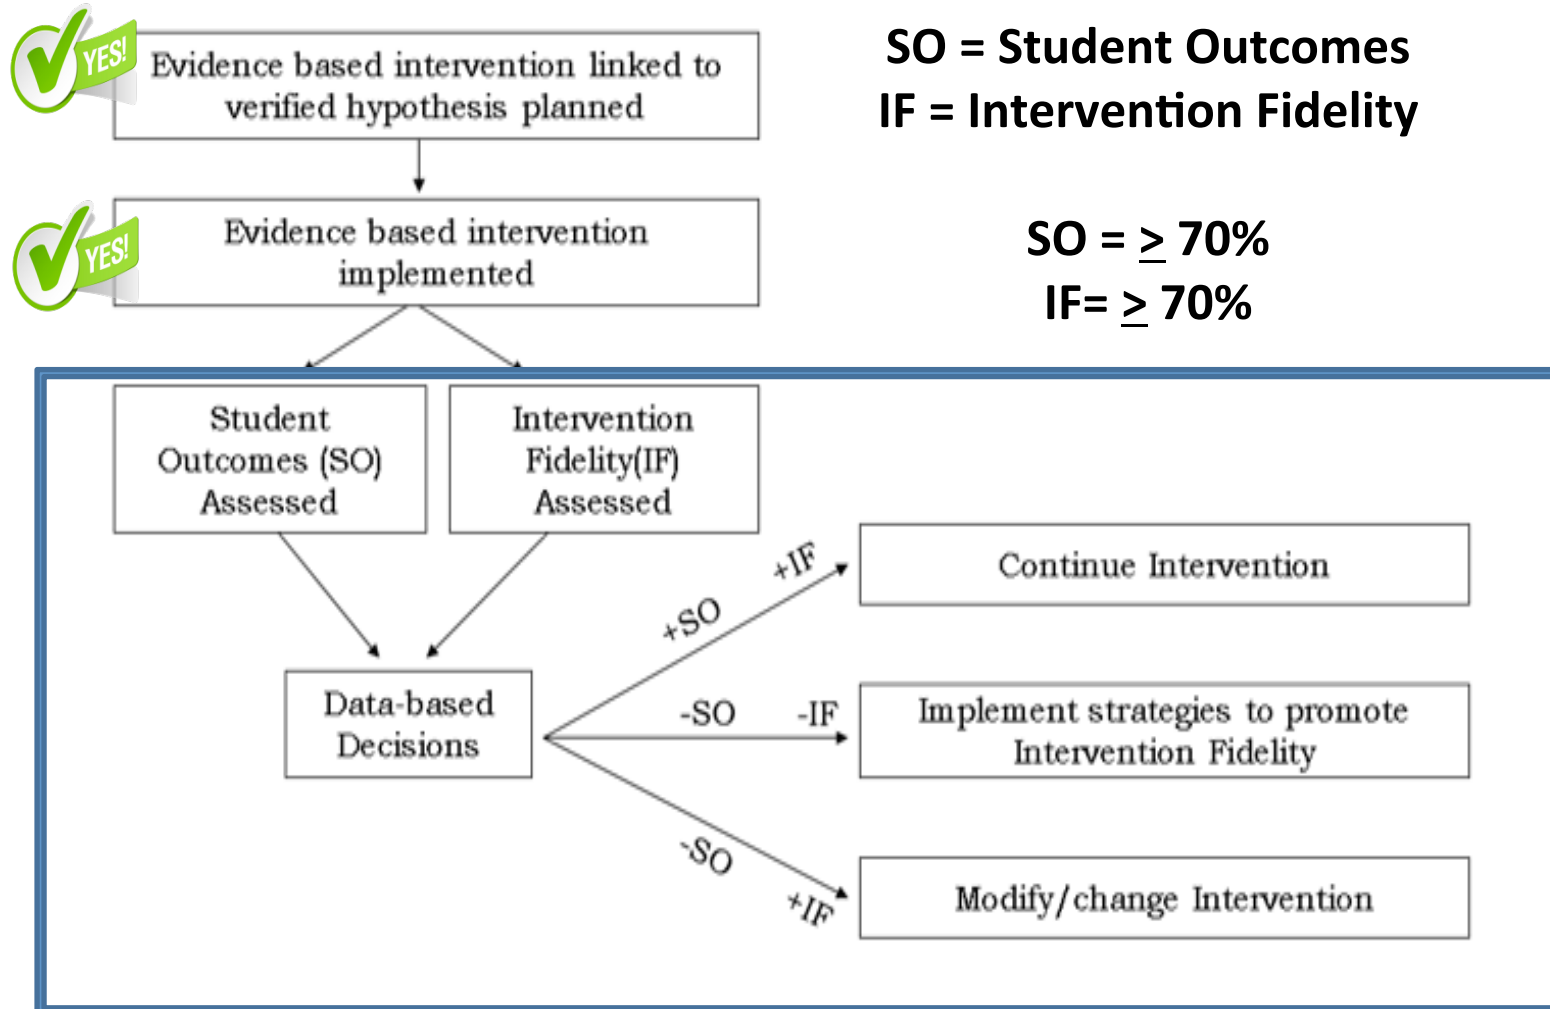 YES!
Evidence based intervention linked to
verified hypothesis planned
SO = Student Outcomes
IF = Intervention Fidelity
YES!
Evidence based intervention
implemented
SO = ≥ 70%
IF= ≥ 70%
Student
Outcomes (SO)
Assessed
Intervention
Fidelity(IF)
Assessed
Data-based
Decisions
+SO +IF
Continue Intervention
-SO -IF
Implement strategies to promote
Intervention Fidelity
-SO +IF
Modify/change Intervention